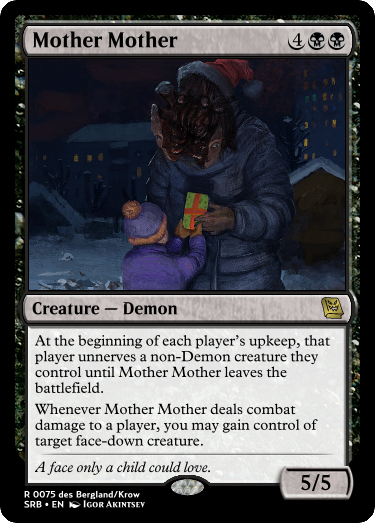 Mother Mother 4
Creature — Demon
At the beginning of each player's upkeep, that
player unnerves a non-Demon creature they
control until Mother Mother leaves the
battlefield.
Whenever Mother Mother deals combat
damage to a player, you may gain control of
target face-down creature.
A face only a child could love.
5/5
R 0075 des Bergland/Krow
SRB • EN Igor Akintsev